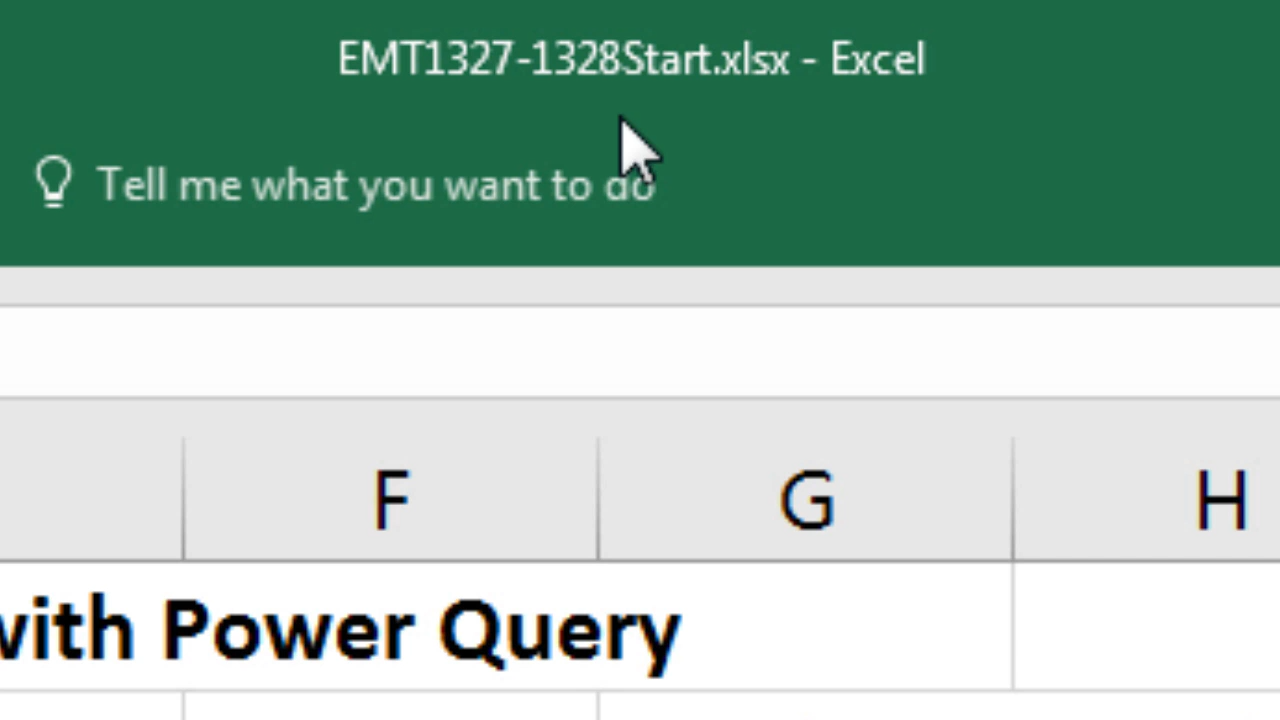 EMT1327-1328Start.xlsx - Excel
Tell me what you want to do
F G H
with Power Query